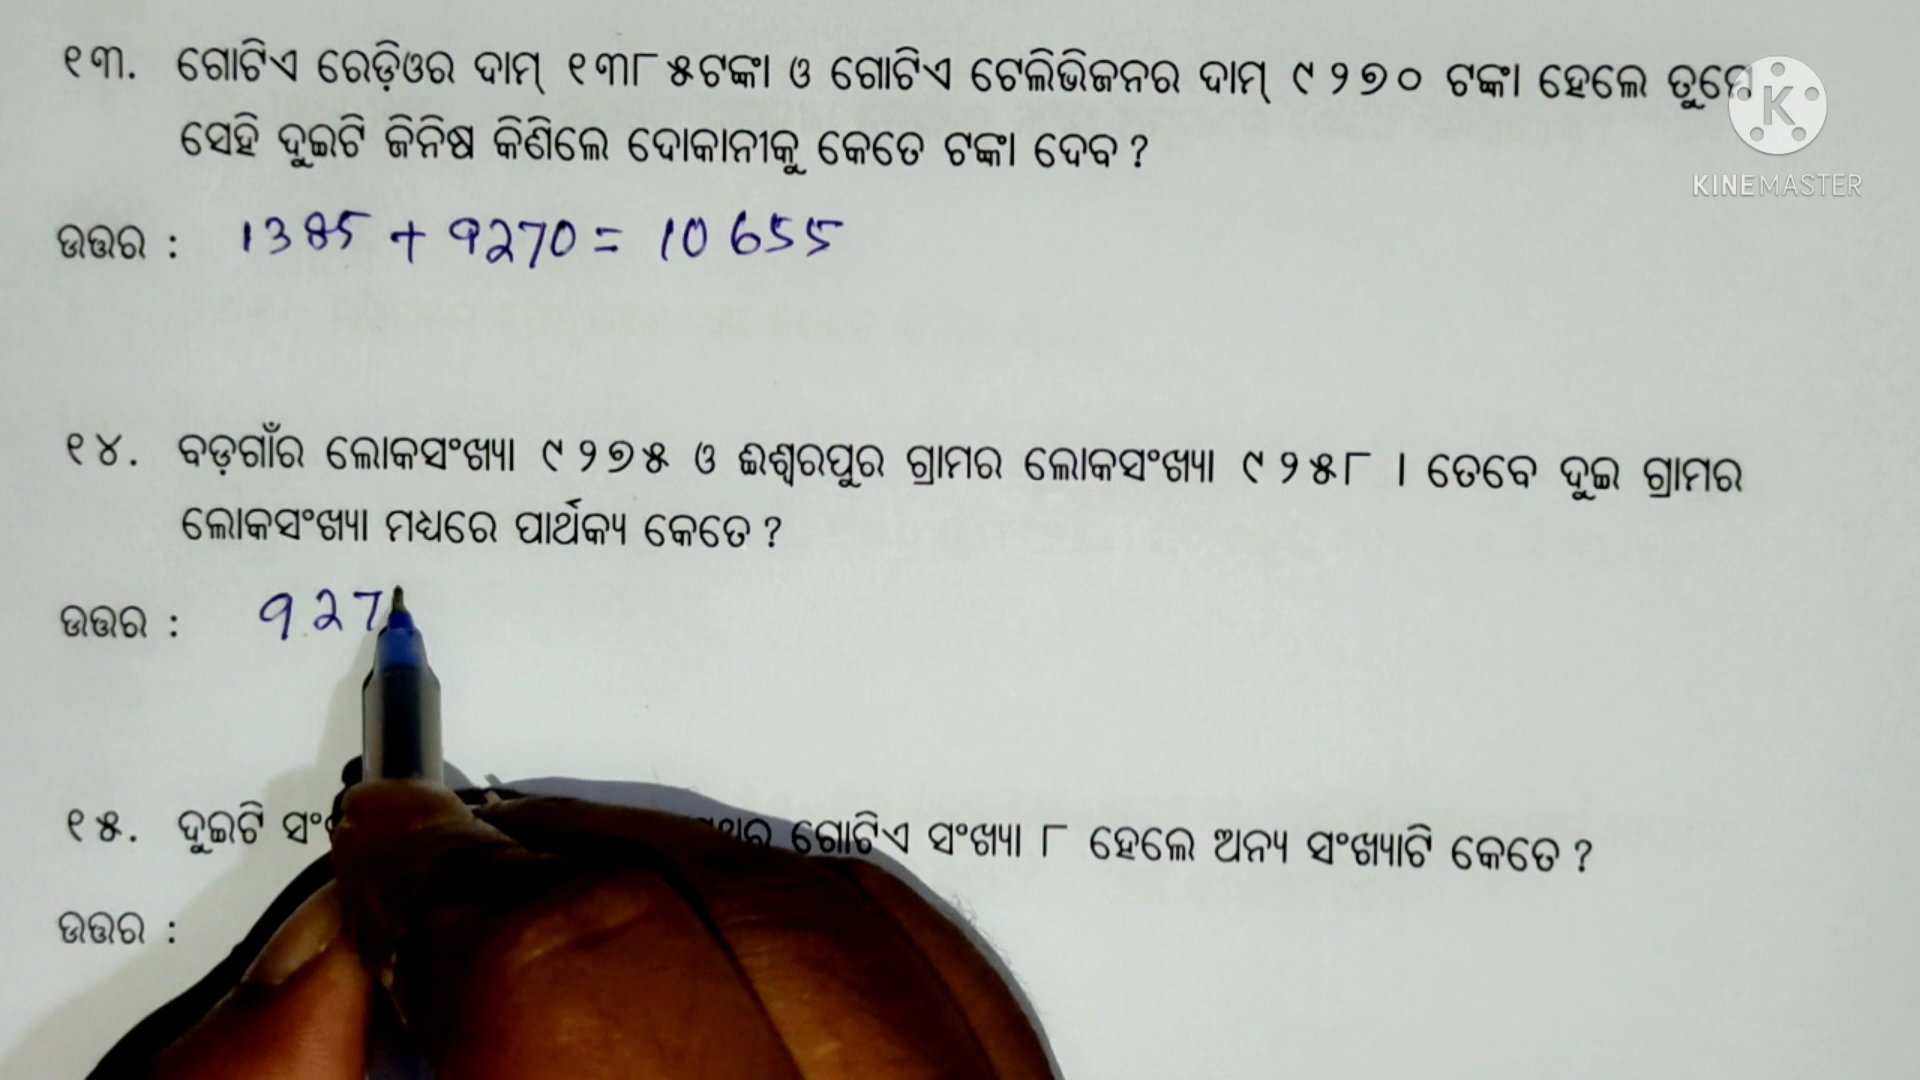 ୧୩. ଗୋଟିଏ ରେଡ଼ିଓର ଦାମ୍ ୧୩୮୫ଟଙ୍କା ଓ ଗୋଟିଏ ଟେଲିଭିଜନର ଦାମ୍ ୯୨୭୦ ଟଙ୍କା ହେଲେ ତୁମେ
ସେହି ଦୁଇଟି ଜିନିଷ କିଣିଲେ ଦୋକାନୀକୁ କେତେ ଟଙ୍କା ଦେବ ?
KINEMASTER
ଉତ୍ତର : 1385 + 9270 = 10655
୧୪. ବଡ଼ଗାଁର ଲୋକସଂଖ୍ୟା ୯୨୭୫ ଓ ଈଶ୍ୱରପୁର ଗ୍ରାମର ଲୋକସଂଖ୍ୟା ୯୨୫୮ । ତେବେ ଦୁଇ ଗ୍ରାମର
ଲୋକସଂଖ୍ୟା ମଧ୍ୟରେ ପାର୍ଥକ୍ୟ କେତେ ?
ଉତ୍ତର : 927
୧୫. ଦୁଇଟି ଗୋଟିଏ ସଂଖ୍ୟା ୮ ହେଲେ ଅନ୍ୟ ସଂଖ୍ୟାଟି କେତେ ?
ଉତ୍ତର :